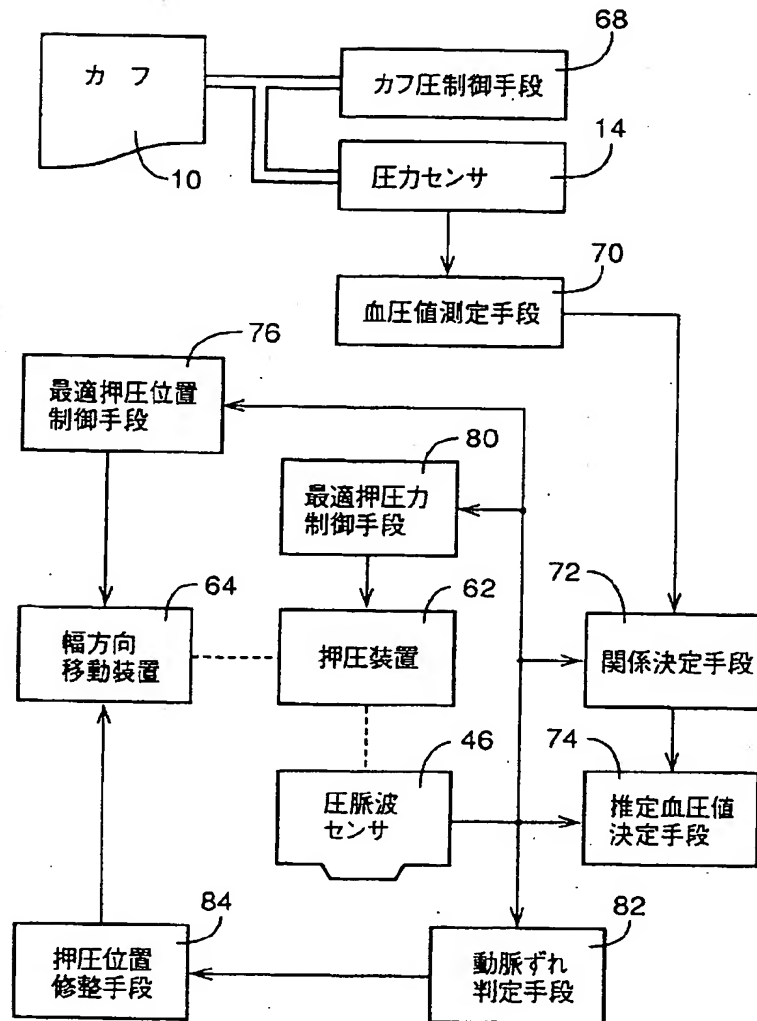 カフ
10
68
カフ圧制御手段
14
圧力センサ
70
血圧値測定手段
76
最適押圧位置
制御手段
80
最適押圧力
制御手段
64
幅方向
移動装置
62
押圧装置
72
関係決定手段
46
圧脈波
センサ
74
推定血圧値
決定手段
84
押圧位置
修整手段
82
動脈ずれ
判定手段